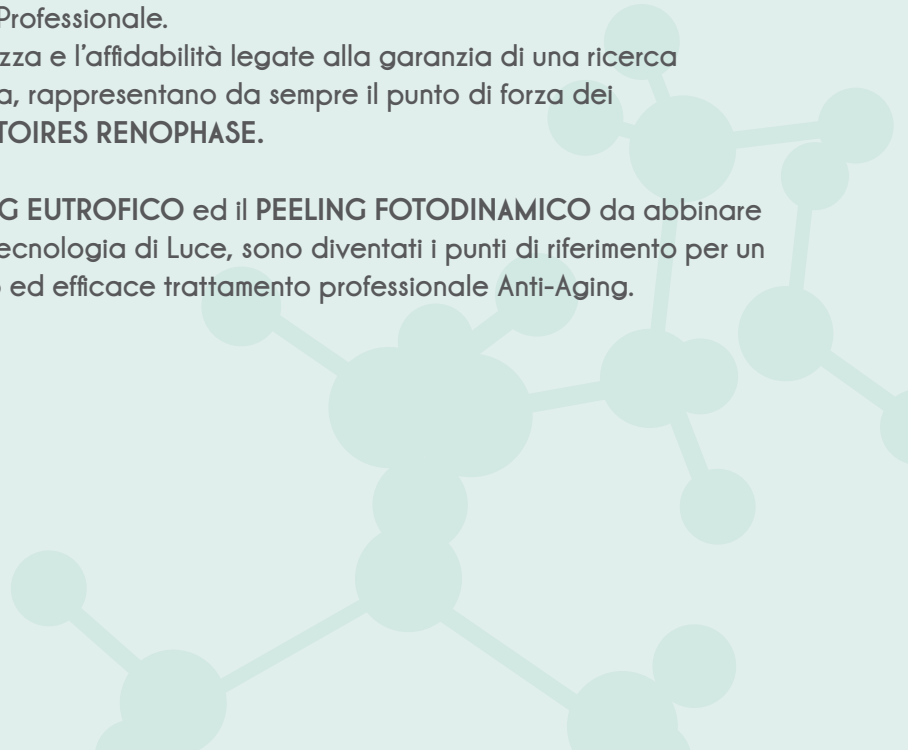 Professionale.
zza e l'affidabilità legate alla garanzia di una ricerca
a, rappresentano da sempre il punto di forza dei
TOIRES RENOPHASE.
G EUTROFICO ed il PEELING FOTODINAMICO da abbinare
ecnologia di Luce, sono diventati i punti di riferimento per un
o ed efficace trattamento professionale Anti-Aging.